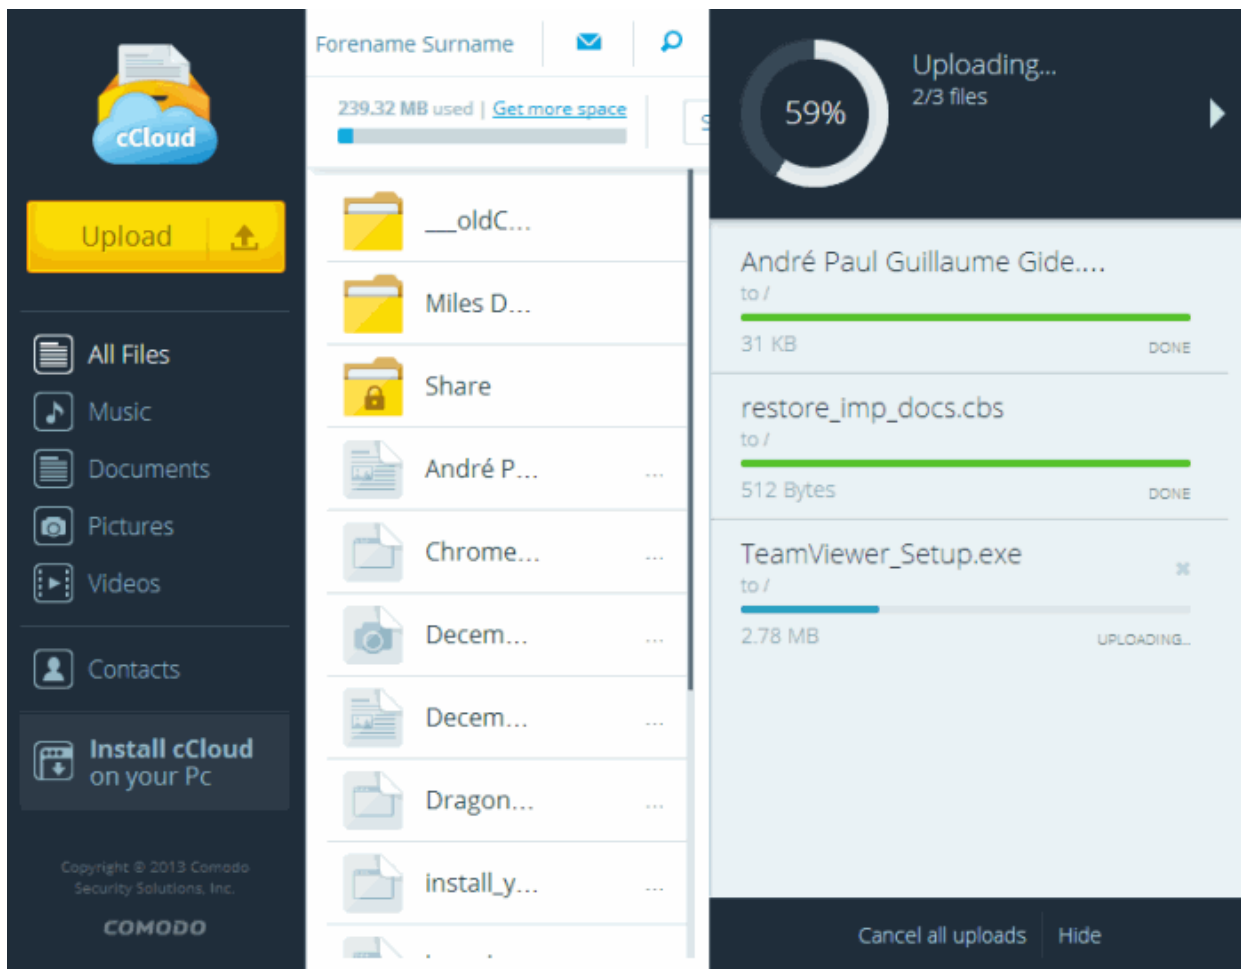 cCloud
Upload
All Files
Music
Documents
Pictures
Videos
Contacts
Install cCloud
on your Pc
Copyright © 2013 Comodo
Security Solutions, Inc.
COMODO
Forename Surname
239.32 MB used | Get more space
___oldC...
Miles D...
Share
André P...
...
Chrome...
...
Decem...
...
Decem...
...
Dragon...
...
install_y...
...
59%
Uploading...
2/3 files
André Paul Guillaume Gide....
to /
31 KB
DONE
restore_imp_docs.cbs
to /
512 Bytes
DONE
TeamViewer_Setup.exe
to /
2.78 MB
UPLOADING...
Cancel all uploads
Hide